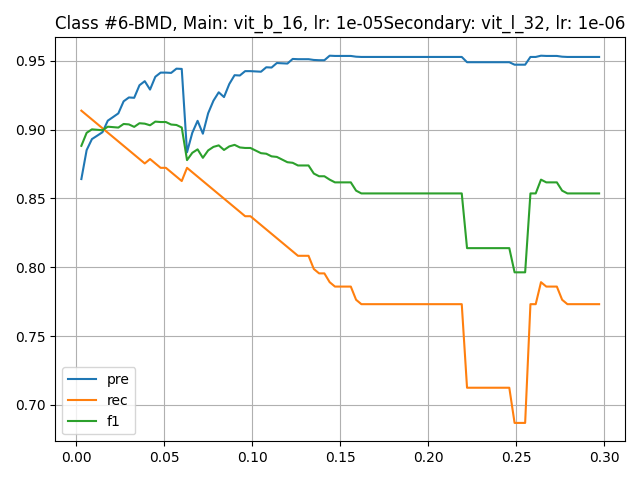 Class #6-BMD, Main: vit_b_16, lr: 1e-05Secondary: vit_l_32, lr: 1e-06
0.95
0.90
0.85
0.80
0.75
0.70
pre
rec
f1
0.00 0.05 0.10 0.15 0.20 0.25 0.30